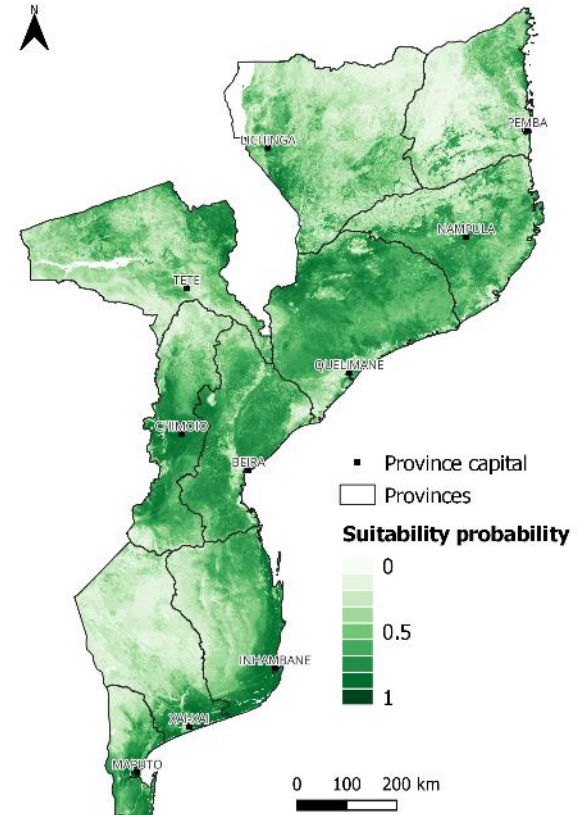 N
PEMBA
LICHINGA
NAMPULA
TETE
QUELIMANE
CHIMOIO
BEIRA
Province capital
Provinces
Suitability probability
0
0.5
1
INHAMBANE
XAI-XAI
MAPUTO
0 100 200 km